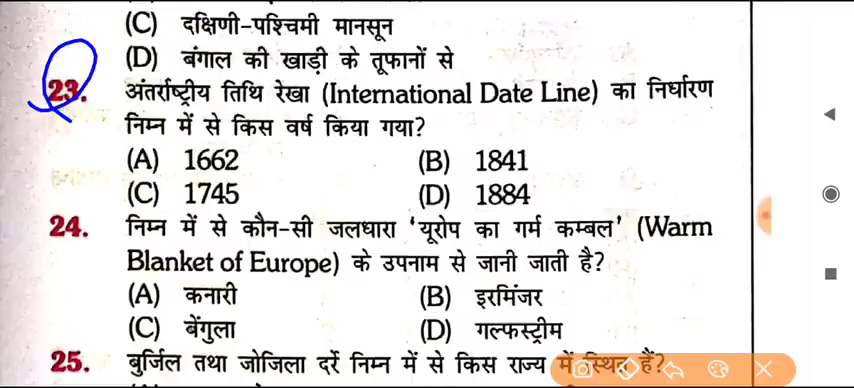 (C) दक्षिणी-पश्चिमी मानसून
(D) बंगाल की खाड़ी के तूफानों से
23. अंतर्राष्ट्रीय तिथि रेखा (International Date Line) का निर्धारण
निम्न में से किस वर्ष किया गया?
(A) 1662 (B) 1841
(C) 1745 (D) 1884
24. निम्न में से कौन-सी जलधारा 'यूरोप का गर्म कम्बल' (Warm
Blanket of Europe) के उपनाम से जानी जाती है?
(A) कनारी (B) इरमिंजर
(C) बेंगुला (D) गल्फस्ट्रीम
25. बुर्जिल तथा जोजिला दर्रे निम्न में से किस राज्य में स्थित हैं?